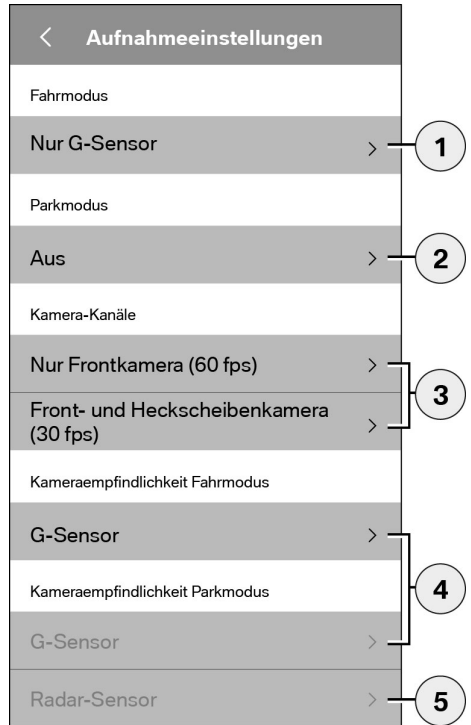 Aufnahmeeinstellungen
Fahrmodus
Nur G-Sensor
1
Parkmodus
Aus
2
Kamera-Kanäle
Nur Frontkamera (60 fps)
3
Front- und Heckscheibenkamera
(30 fps)
Kameraempfindlichkeit Fahrmodus
G-Sensor
4
Kameraempfindlichkeit Parkmodus
G-Sensor
Radar-Sensor
5